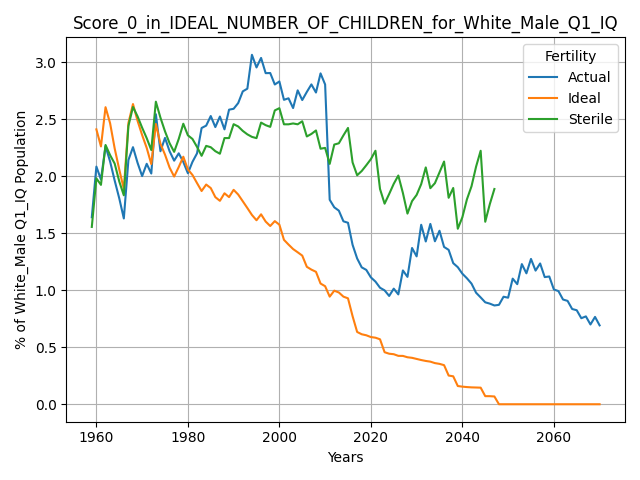 Score_0_in_IDEAL_NUMBER_OF_CHILDREN_for_White_Male_Q1_IQ
Fertility
Actual
Ideal
Sterile
3.0
2.5
2.0
1.5
1.0
0.5
0.0
% of White_Male Q1_IQ Population
1960 1980 2000 2020 2040 2060
Years